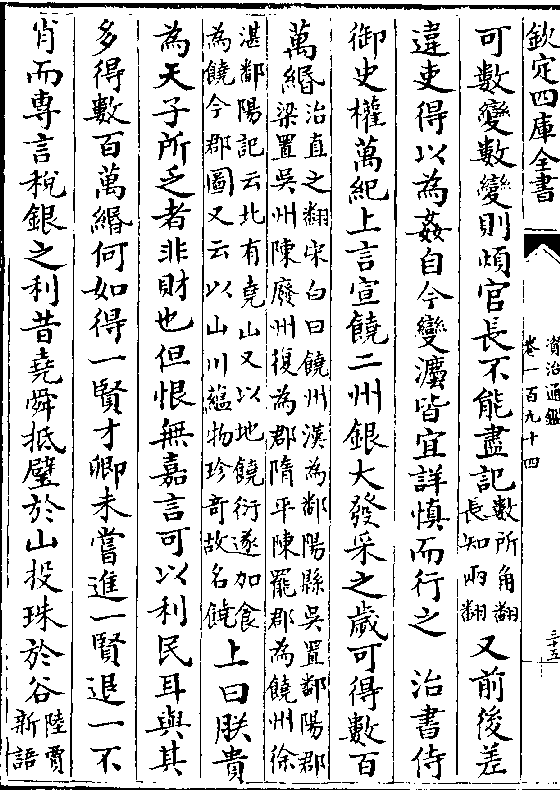 欽定四庫全書
資治通鑑
卷一百九十四
三十五
可數變數變則煩官長不能盡記數所角翻
長知兩翻又前後差
違吏得以為姦自今變灋皆宜詳慎而行之　治書侍
御史權萬紀上言宣饒二州銀大發采之歲可得數百
萬緡治直之翻宋白曰饒州漢為鄱陽縣吳置鄱陽郡
梁置吳州陳廢州復為郡隋平陳罷郡為饒州徐
湛鄱陽記云北有堯山又以地饒衍遂加食
為饒今郡圖又云以山川藴物珍竒故名饒上曰朕貴
為天子所乏者非財也但恨無嘉言可以利民耳與其
多得數百萬緡何如得一賢才卿未嘗進一賢退一不
肖而專言稅銀之利昔堯舜抵璧於山投珠於谷陸賈
新語